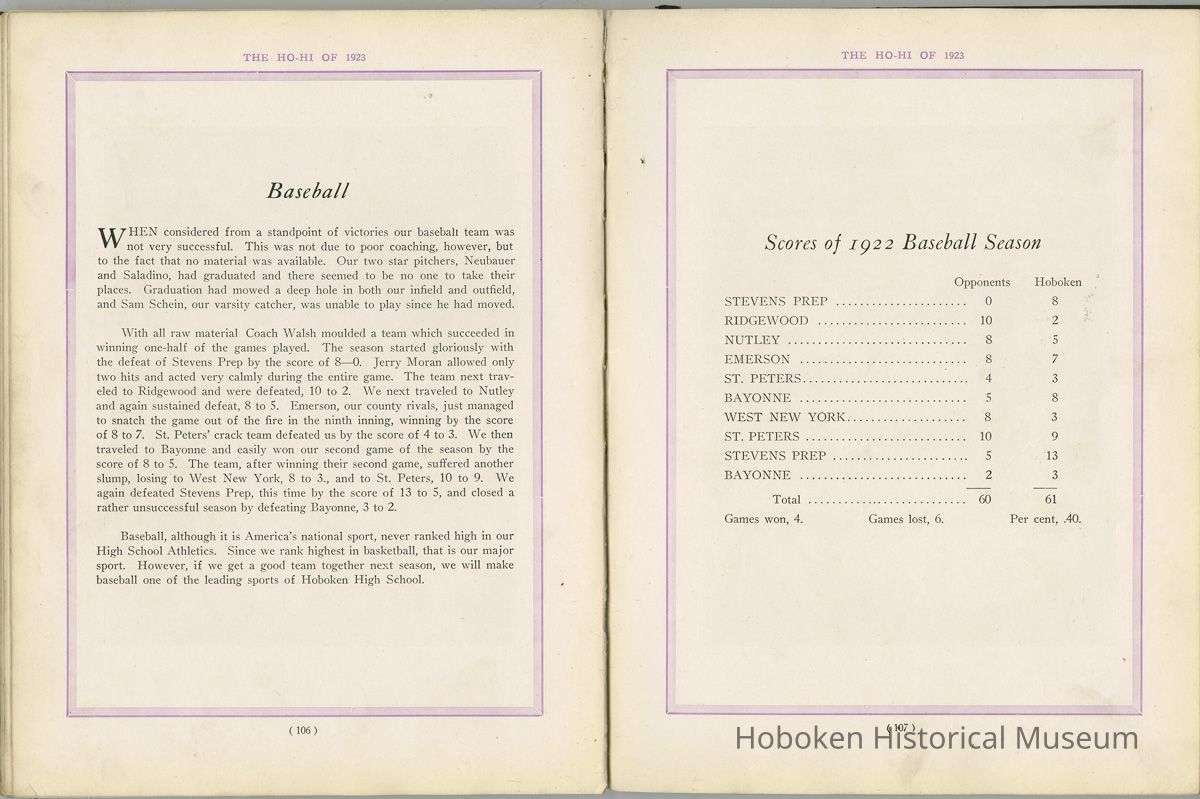 THE HO-HI OF 1923
Baseball
WHEN considered from a standpoint of victories our baseball team was
not very successful. This was not due to poor coaching, however, but
to the fact that no material was available. Our two star pitchers, Neubauer
and Saladino, had graduated and there seemed to be no one to take their
places. Graduation had mowed a deep hole in both our infield and outfield,
and Sam Schein, our varsity catcher, was unable to play since he had moved.
With all raw material Coach Walsh moulded a team which succeeded in
winning one-half of the games played. The season started gloriously with
the defeat of Stevens Prep by the score of 8—0. Jerry Moran allowed only
two hits and acted very calmly during the entire game. The team next trav-
eled to Ridgewood and were defeated, 10 to 2. We next traveled to Nutley
and again sustained defeat, 8 to 5. Emerson, our county rivals, just managed
to snatch the game out of the fire in the ninth inning, winning by the score
of 8 to 7. St. Peters' crack team defeated us by the score of 4 to 3. We then
traveled to Bayonne and easily won our second game of the season by the
score of 8 to 5. The team, after winning their second game, suffered another
slump, losing to West New York, 8 to 3., and to St. Peters, 10 to 9. We
again defeated Stevens Prep, this time by the score of 13 to 5, and closed a
rather unsuccessful season by defeating Bayonne, 3 to 2.
Baseball, although it is America's national sport, never ranked high in our
High School Athletics. Since we rank highest in basketball, that is our major
sport. However, if we get a good team together next season, we will make
baseball one of the leading sports of Hoboken High School.
(106)
THE HO-HI OF 1923
Scores of 1922 Baseball Season
Opponents Hoboken
STEVENS PREP ...................... 0 8
RIDGEWOOD ......................... 10 2
NUTLEY .............................. 8 5
EMERSON ............................ 8 7
ST. PETERS............................ 4 3
BAYONNE ............................ 5 8
WEST NEW YORK.................... 8 3
ST. PETERS ........................... 10 9
STEVENS PREP ....................... 5 13
BAYONNE ............................ 2 3
Total ........................... 60 61
Games won, 4. Games lost, 6. Per cent, .40.
(107)
Hoboken Historical Museum